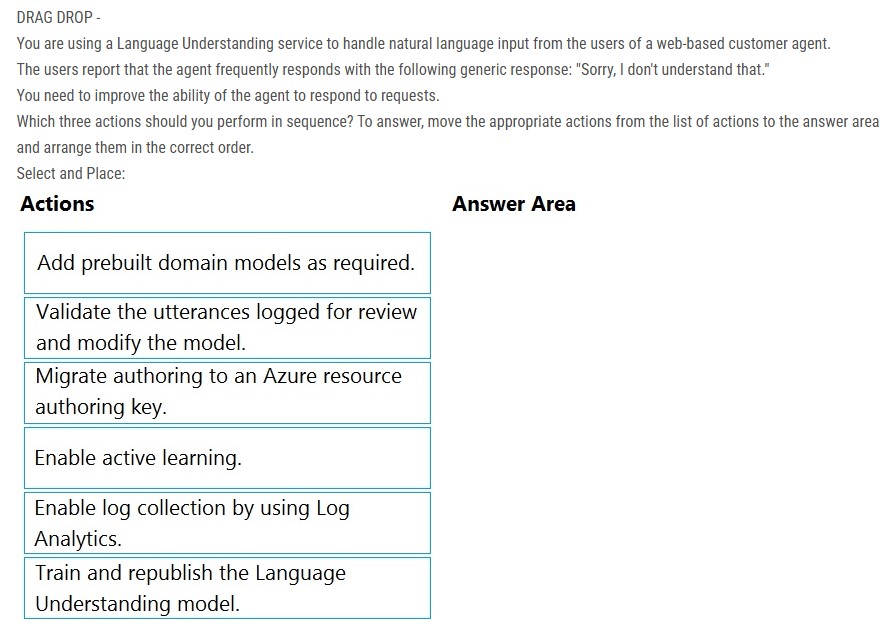 DRAG DROP -
You are using a Language Understanding service to handle natural language input from the users of a web-based customer agent.
The users report that the agent frequently responds with the following generic response: "Sorry, I don't understand that."
You need to improve the ability of the agent to respond to requests.
Which three actions should you perform in sequence? To answer, move the appropriate actions from the list of actions to the answer area
and arrange them in the correct order.
Select and Place:
Actions
Answer Area
Add prebuilt domain models as required.
Validate the utterances logged for review
and modify the model.
Migrate authoring to an Azure resource
authoring key.
Enable active learning.
Enable log collection by using Log
Analytics.
Train and republish the Language
Understanding model.